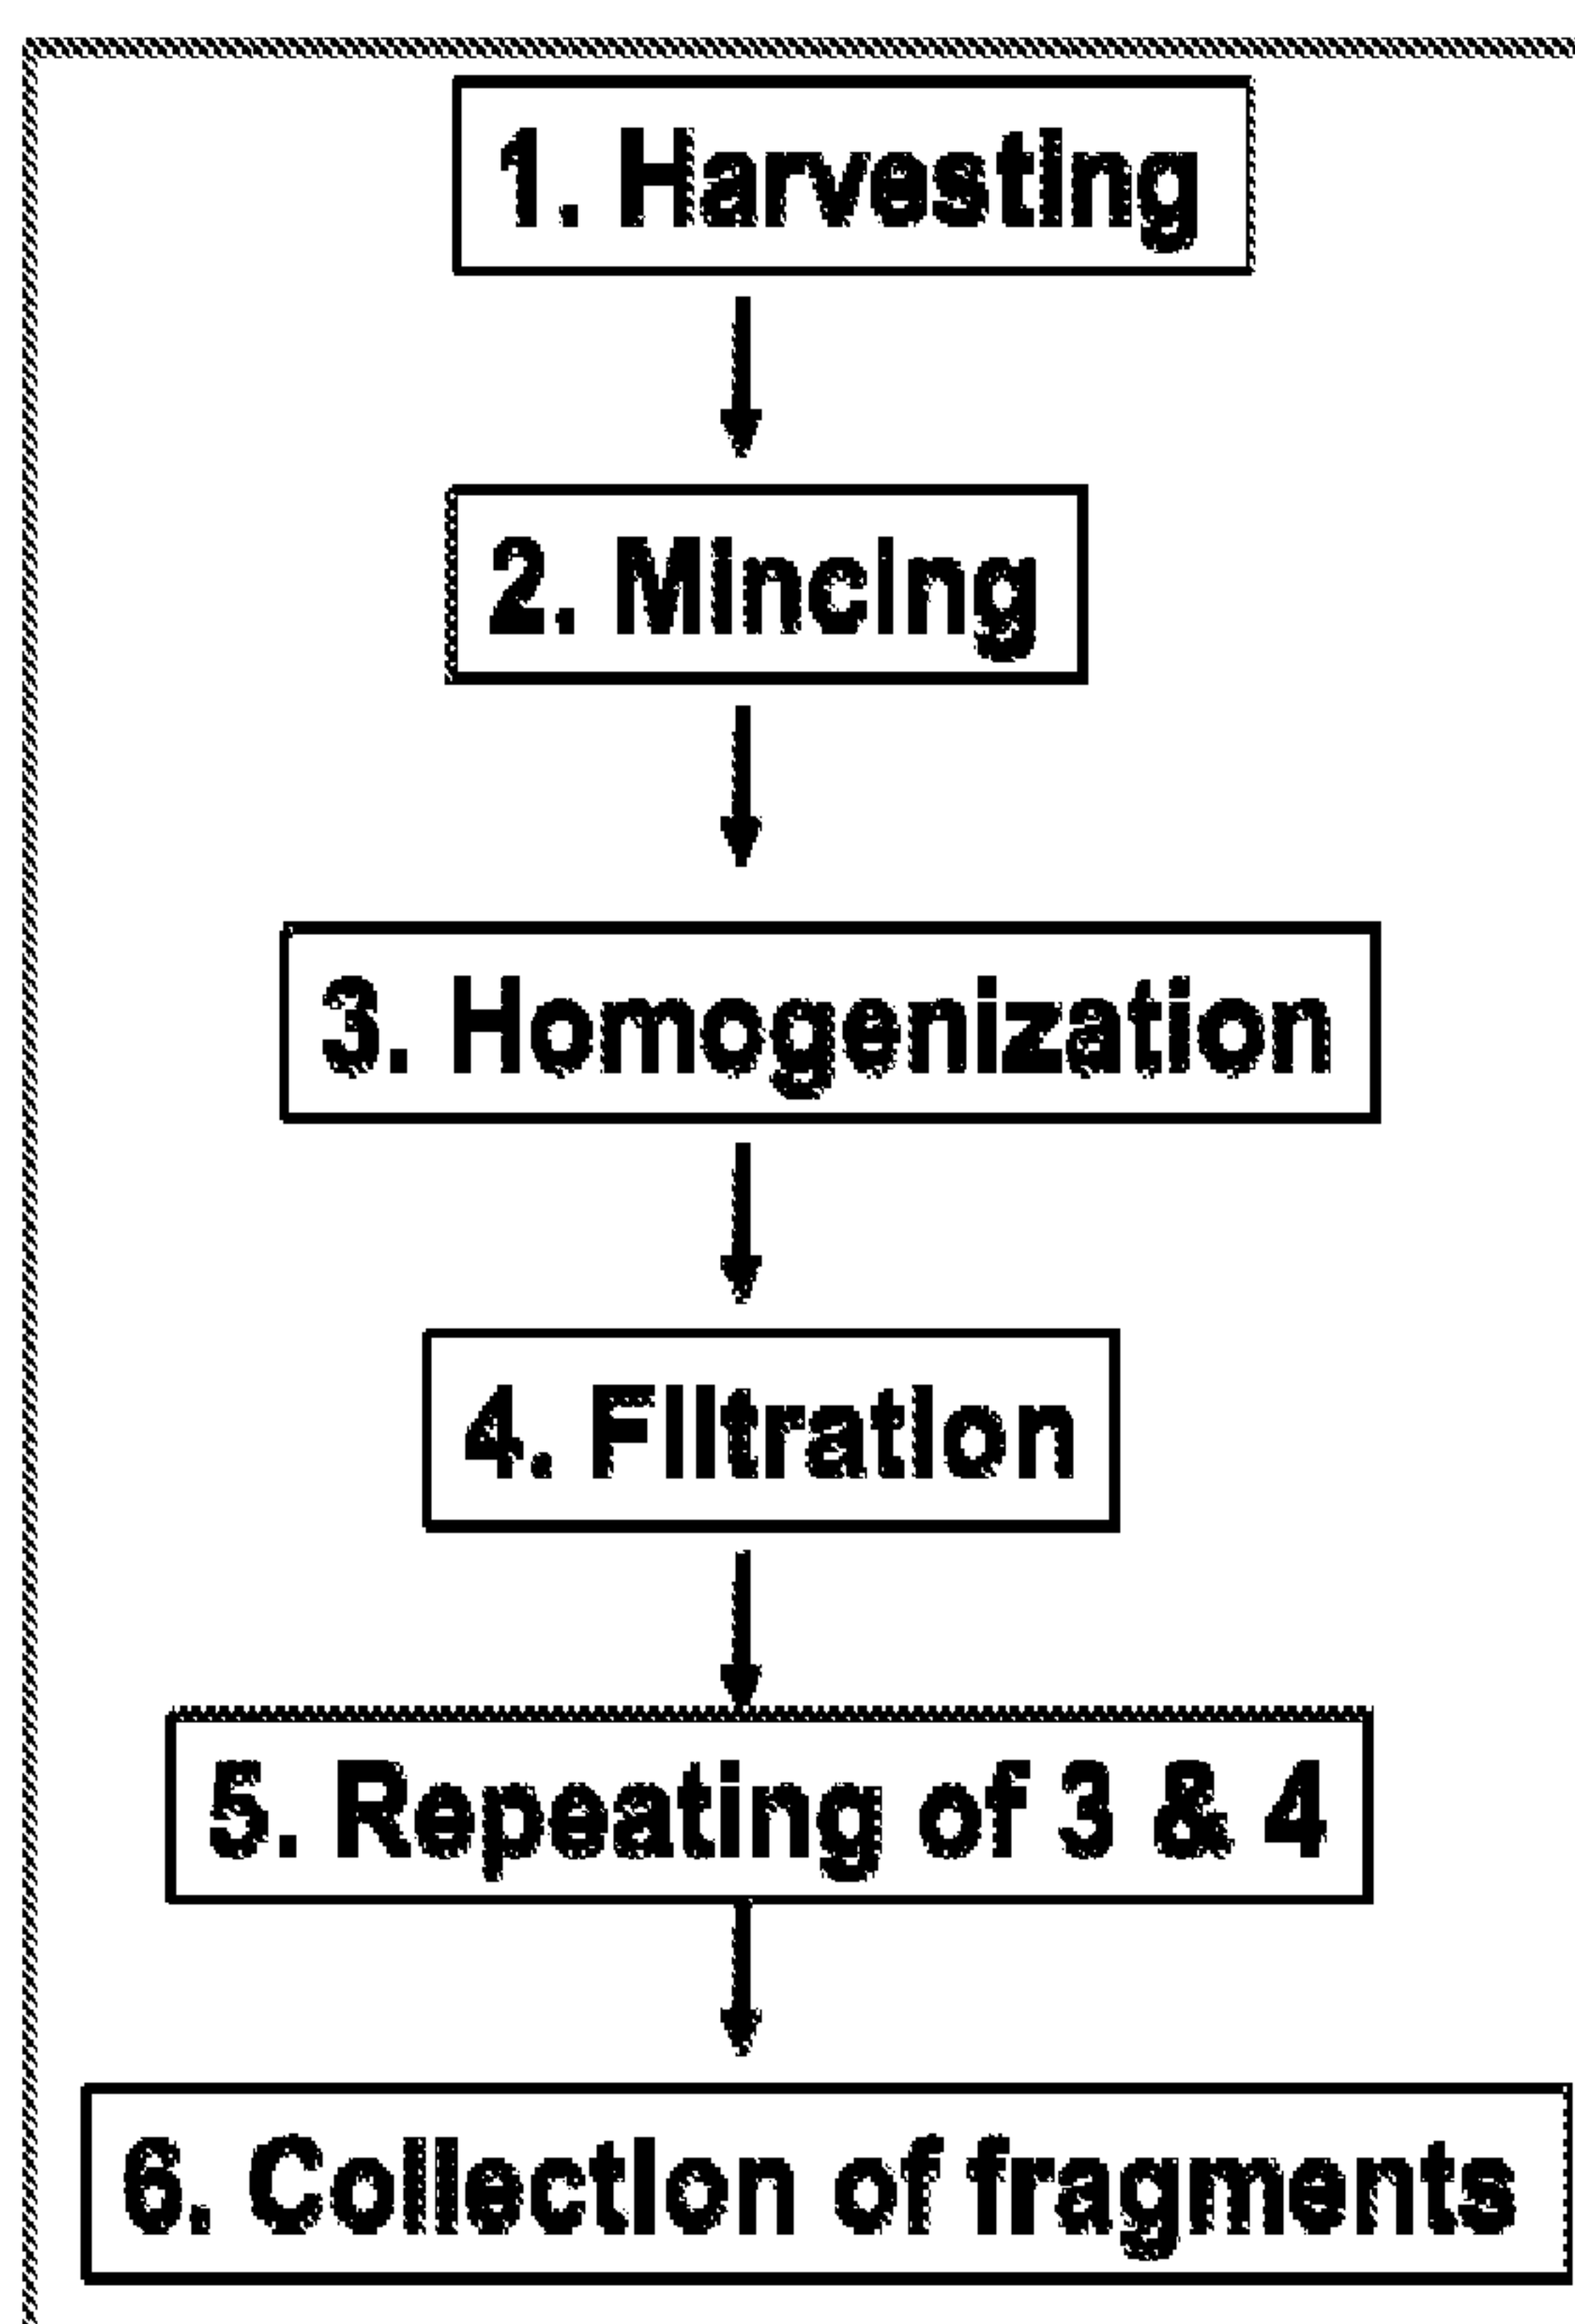 1. Harvesting
2. Mincing
3. Homogenization
4. Filtration
5. Repeating of 3 & 4
6. Collection of fragments